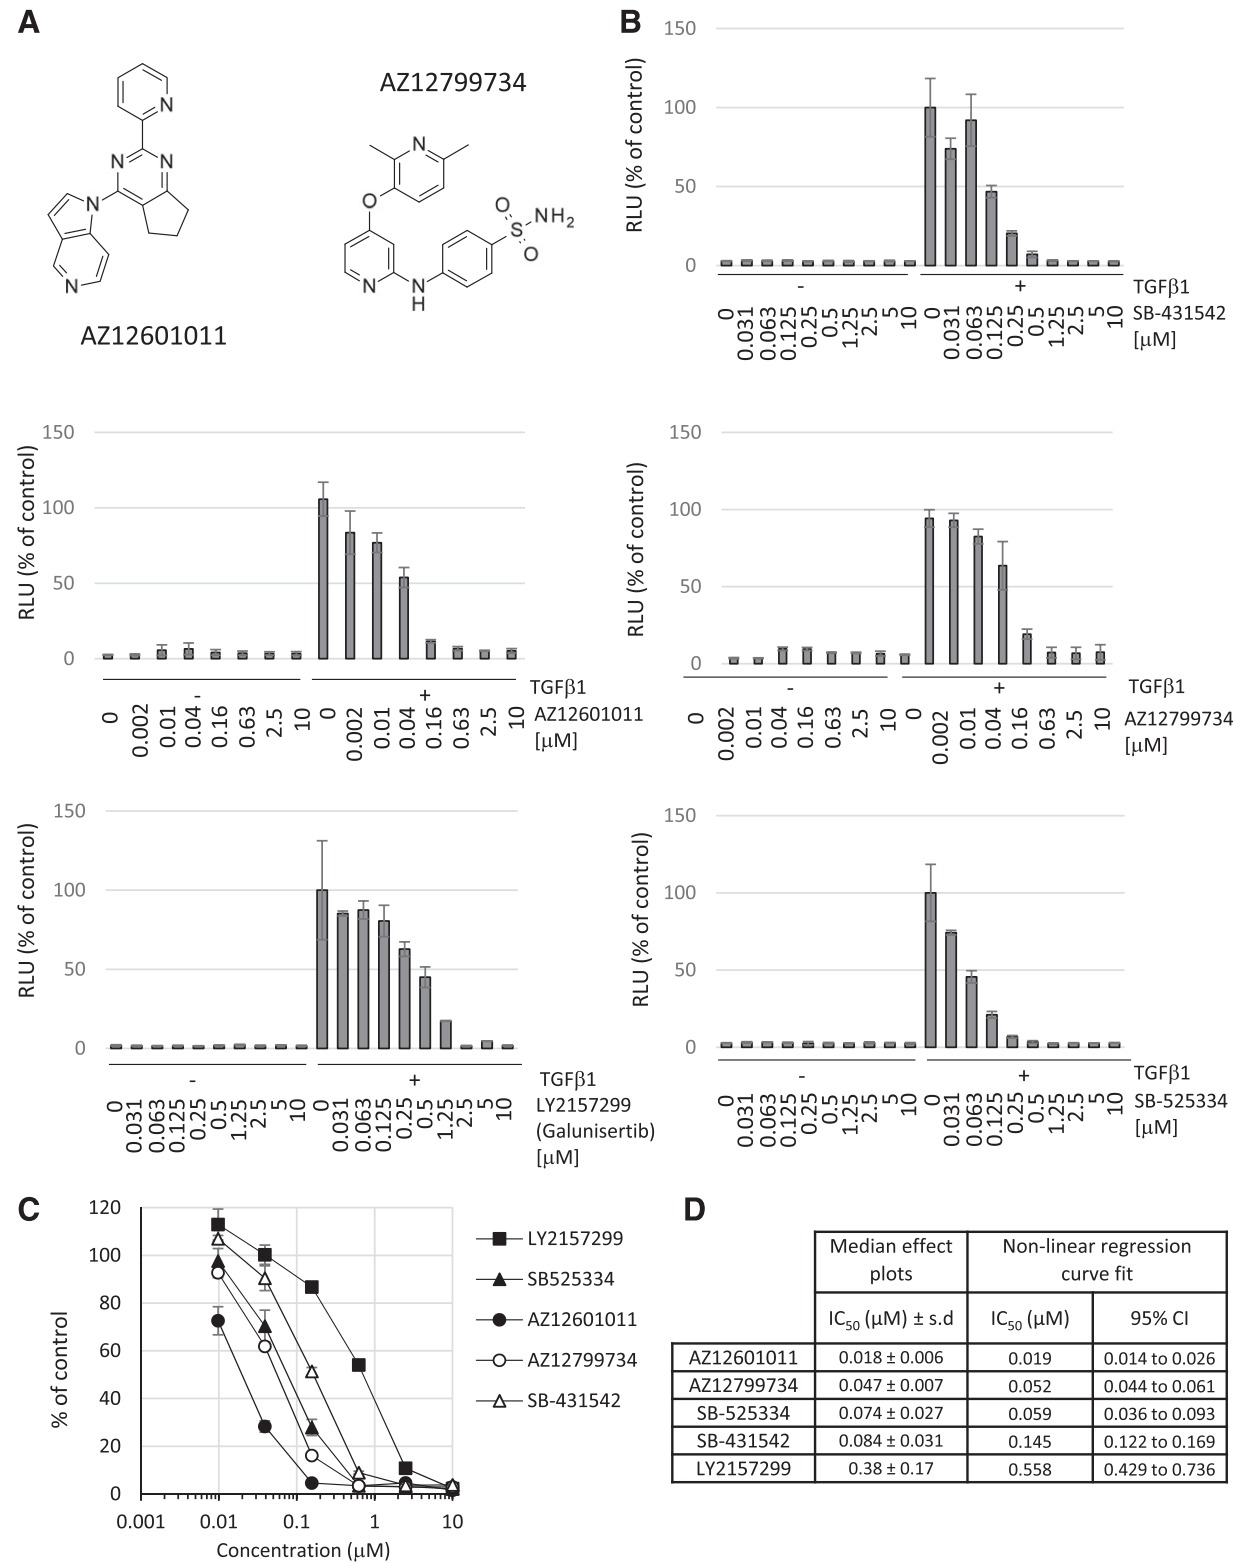 A
AZ12799734
N
N
N
N
N
AZ12601011
N
O
N
N
H
S
O
O
NH2
B
150
100
50
0
RLU (% of control)
-
+
TGFβ1
0
0.031
0.063
0.125
0.25
0.5
1.25
2.5
5
10
0
0.031
0.063
0.125
0.25
0.5
1.25
2.5
5
10
SB-431542
[μM]
150
100
50
0
RLU (% of control)
-
+
TGFβ1
0
0.002
0.01
0.04
0.16
0.63
2.5
10
0
0.002
0.01
0.04
0.16
0.63
2.5
10
AZ12601011
[μM]
150
100
50
0
RLU (% of control)
-
+
TGFβ1
0
0.002
0.01
0.04
0.16
0.63
2.5
10
0
0.002
0.01
0.04
0.16
0.63
2.5
10
AZ12799734
[μM]
150
100
50
0
RLU (% of control)
-
+
TGFβ1
0
0.031
0.063
0.125
0.25
0.5
1.25
2.5
5
10
0
0.031
0.063
0.125
0.25
0.5
1.25
2.5
5
10
LY2157299
(Galunisertib)
[μM]
150
100
50
0
RLU (% of control)
-
+
TGFβ1
0
0.031
0.063
0.125
0.25
0.5
1.25
2.5
5
10
0
0.031
0.063
0.125
0.25
0.5
1.25
2.5
5
10
SB-525334
[μM]
C
120
100
80
60
40
20
0
% of control
0.001
0.01
0.1
1
10
Concentration (μM)
LY2157299
SB525334
AZ12601011
AZ12799734
SB-431542
D
Median effect plots
Non-linear regression curve fit
IC50 (μM) ± s.d
IC50 (μM)
95% CI
AZ12601011 0.018 ± 0.006 0.019 0.014 to 0.026
AZ12799734 0.047 ± 0.007 0.052 0.044 to 0.061
SB-525334 0.074 ± 0.027 0.059 0.036 to 0.093
SB-431542 0.084 ± 0.031 0.145 0.122 to 0.169
LY2157299 0.38 ± 0.17 0.558 0.429 to 0.736